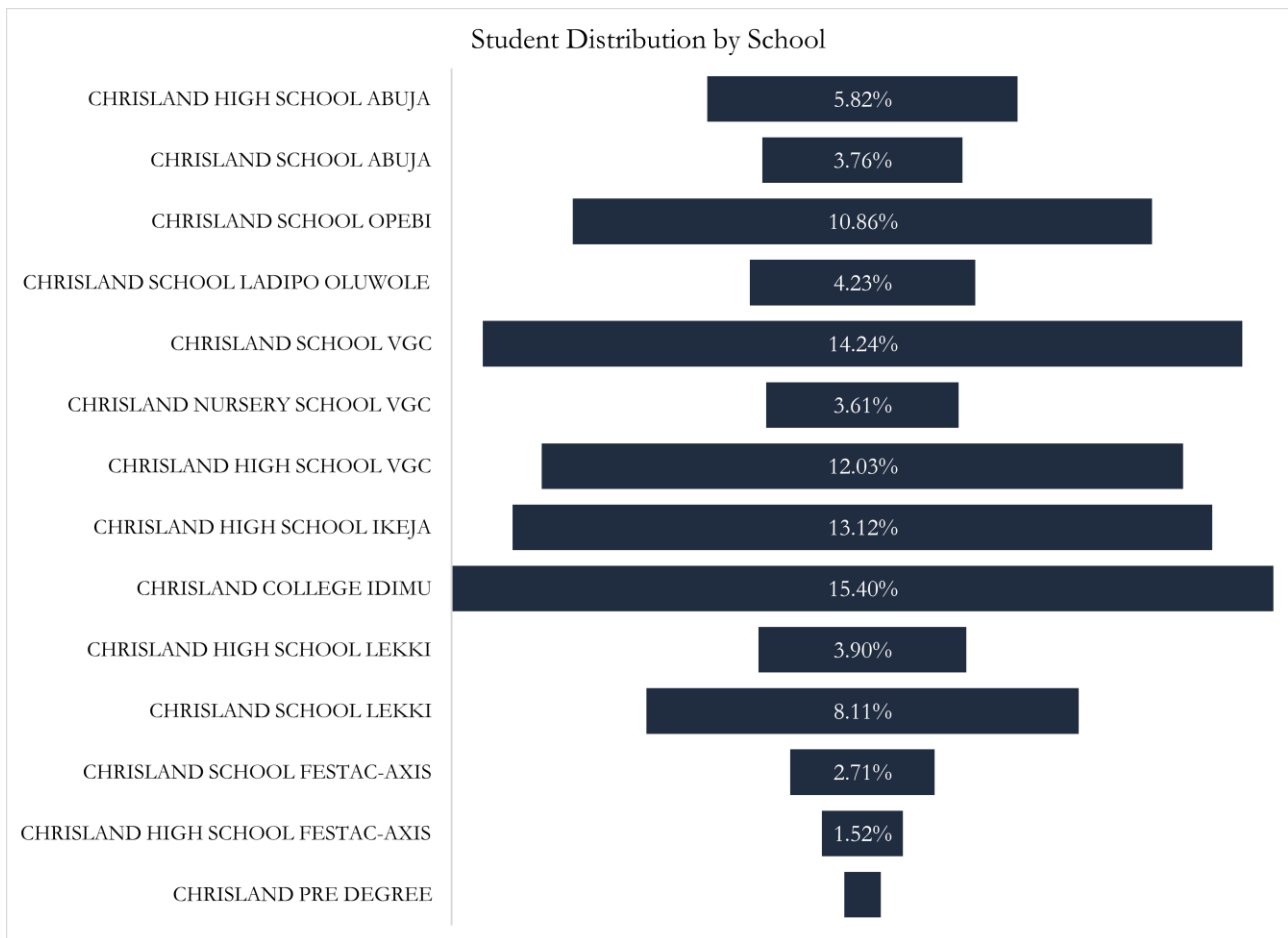 Student Distribution by School
CHRISLAND HIGH SCHOOL ABUJA 5.82%
CHRISLAND SCHOOL ABUJA 3.76%
CHRISLAND SCHOOL OPEBI 10.86%
CHRISLAND SCHOOL LADIPO OLUWOLE 4.23%
CHRISLAND SCHOOL VGC 14.24%
CHRISLAND NURSERY SCHOOL VGC 3.61%
CHRISLAND HIGH SCHOOL VGC 12.03%
CHRISLAND HIGH SCHOOL IKEJA 13.12%
CHRISLAND COLLEGE IDIMU 15.40%
CHRISLAND HIGH SCHOOL LEKKI 3.90%
CHRISLAND SCHOOL LEKKI 8.11%
CHRISLAND SCHOOL FESTAC-AXIS 2.71%
CHRISLAND HIGH SCHOOL FESTAC-AXIS 1.52%
CHRISLAND PRE DEGREE